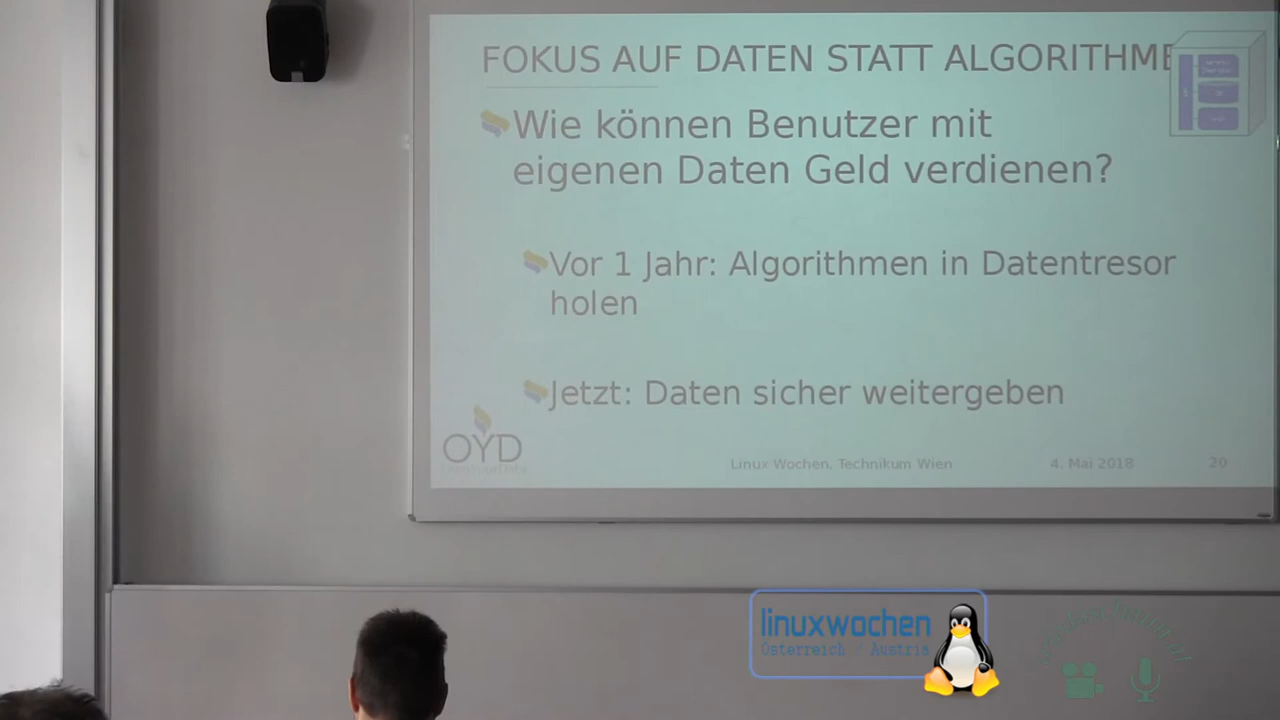 FOKUS AUF DATEN STATT ALGORITHME
Wie können Benutzer mit
eigenen Daten Geld verdienen?
Vor 1 Jahr: Algorithmen in Datentresor
holen
Jetzt: Daten sicher weitergeben
OYD
Linux Wochen, Technikum Wien
4. Mai 2018
20
linuxwochen
Österreich / Austria